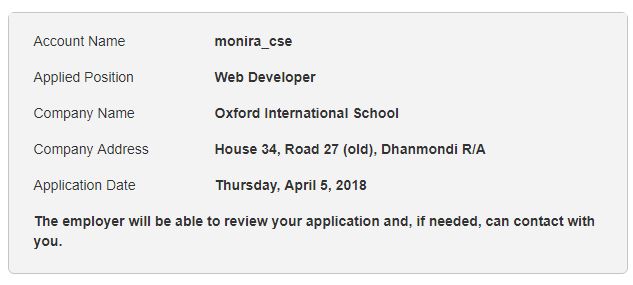 Account Name monira_cse
Applied Position Web Developer
Company Name Oxford International School
Company Address House 34, Road 27 (old), Dhanmondi R/A
Application Date Thursday, April 5, 2018
The employer will be able to review your application and, if needed, can contact with
you.